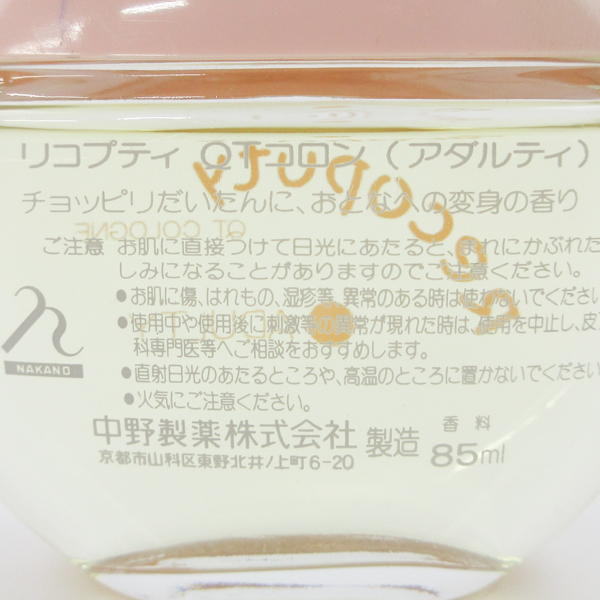 リコプティ QTコロン(アダルティ)
チョッピリだいたんに、おとなへの変身の香り
ご注意 お肌に直接つけて日光にあたると、まれにかぶれた
しみになることがありますのでご注意ください。
●お肌に傷、はれもの、湿疹等、異常のある時は使わないでください
●使用中や使用後に刺激等の異常が現れた時は、使用を中止し、皮
科専門医等へご相談をおすすめします。
●直射日光のあたるところや、高温のところに置かないでください
●火気にご注意ください。
NAKANO
中野製薬株式会社 製造
京都市山科区東野北井ノ上町6-20
香料
85ml
QT COLOGNE